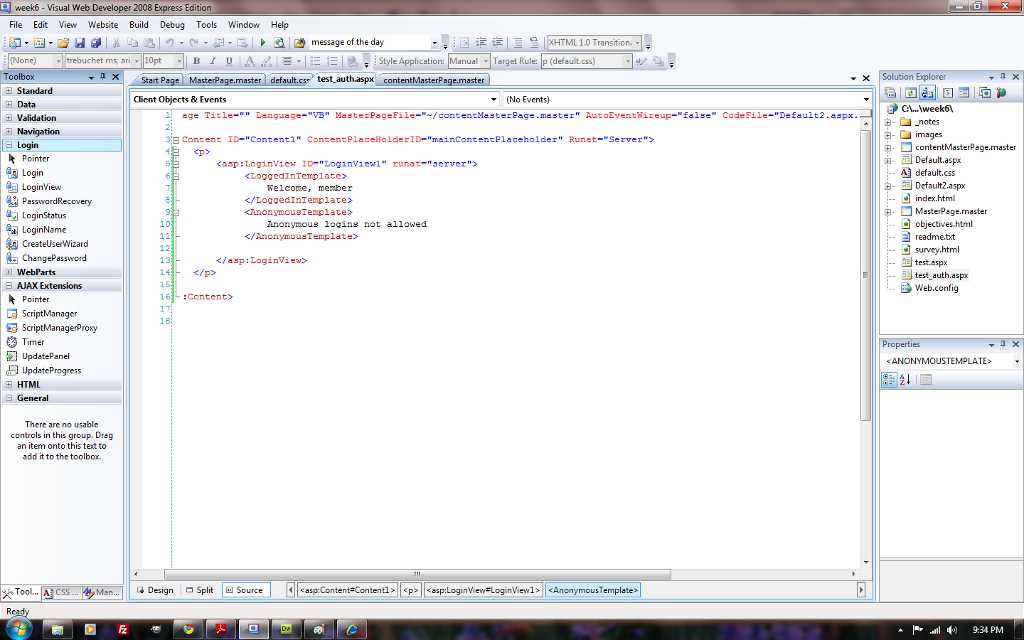 week6 - Visual Web Developer 2008 Express Edition
File Edit View Website Build Debug Tools Window Help
message of the day
XHTML 1.0 Transition
(None) trebuchet ms, ari 10pt B I U Style Application: Manual Target Rule: p (default.css)
Toolbox
Standard
Data
Validation
Navigation
Login
Pointer
Login
LoginView
PasswordRecovery
LoginStatus
LoginName
CreateUserWizard
ChangePassword
WebParts
AJAX Extensions
Pointer
ScriptManager
ScriptManagerProxy
Timer
UpdatePanel
UpdateProgress
HTML
General
There are no usable
controls in this group. Drag
an item onto this text to
add it to the toolbox.
Tool... CSS ... Man...
Start Page MasterPage.master default.css test_auth.aspx contentMasterPage.master
Client Objects & Events (No Events)
1 age Title="" Language="VB" MasterPageFile="~/contentMasterPage.master" AutoEventWireup="false" CodeFile="Default2.aspx.
2
3 Content ID="Content1" ContentPlaceHolderID="mainContentPlaceholder" Runat="Server">
4 <p>
5 <asp:LoginView ID="LoginView1" runat="server">
6 <LoggedInTemplate>
7 Welcome, member
8 </LoggedInTemplate>
9 <AnonymousTemplate>
10 Anonymous logins not allowed
11 </AnonymousTemplate>
12
13 </asp:LoginView>
14 </p>
15
16 :Content>
17
18
Design Split Source <asp:Content#Content1> <p> <asp:LoginView#LoginView1> <AnonymousTemplate>
Solution Explorer
C:\...\week6\
_notes
images
contentMasterPage.master
Default.aspx
default.css
Default2.aspx
index.html
MasterPage.master
objectives.html
readme.txt
survey.html
test.aspx
test_auth.aspx
Web.config
Properties
<ANONYMOUSTEMPLATE>
Ready
9:34 PM